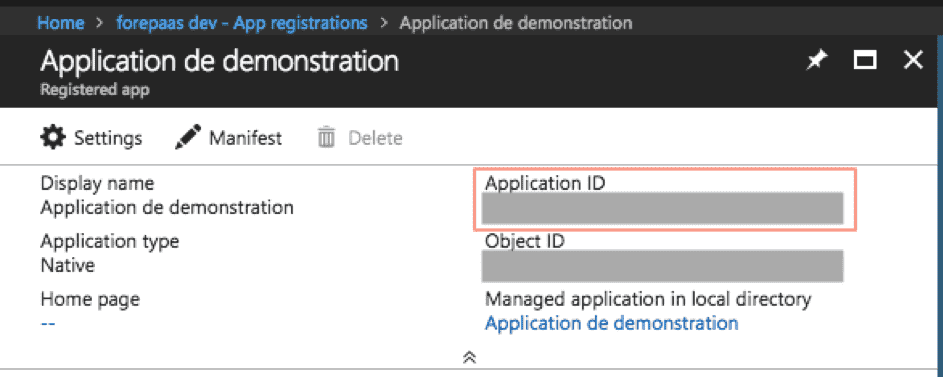 Home > forepaas dev - App registrations > Application de demonstration
Application de demonstration
Registered app
Settings Manifest Delete
Display name
Application de demonstration
Application ID
Application type
Native
Object ID
Home page
--
Managed application in local directory
Application de demonstration